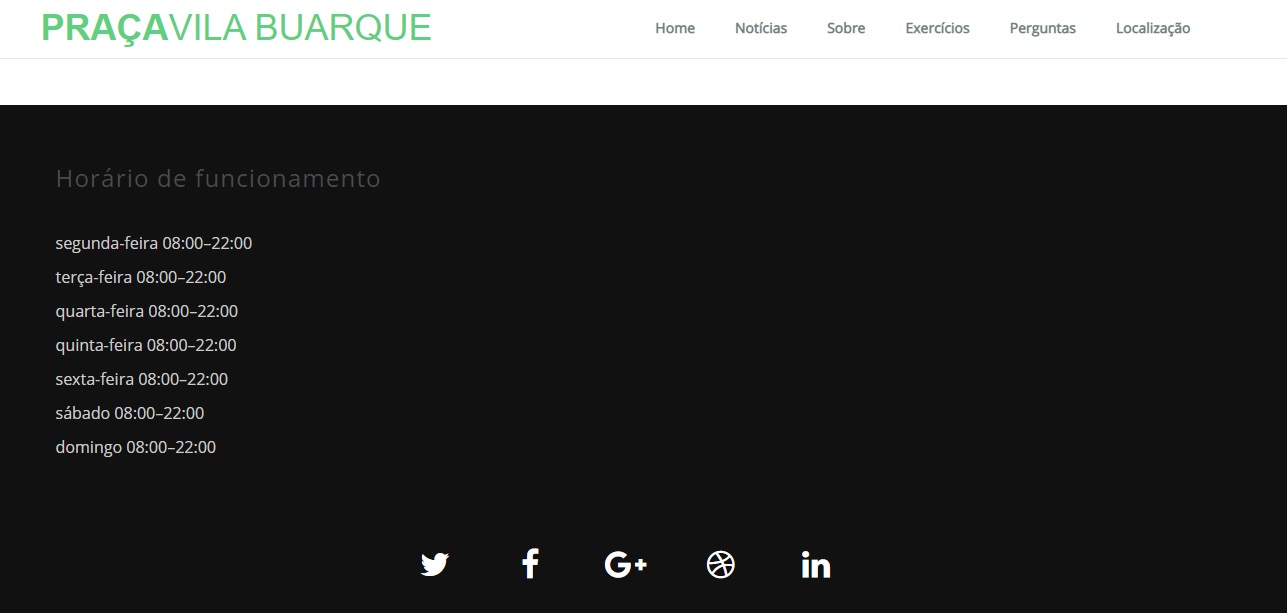 PRAÇAVILA BUARQUE
Home Notícias Sobre Exercícios Perguntas Localização
Horário de funcionamento
segunda-feira 08:00–22:00
terça-feira 08:00–22:00
quarta-feira 08:00–22:00
quinta-feira 08:00–22:00
sexta-feira 08:00–22:00
sábado 08:00–22:00
domingo 08:00–22:00